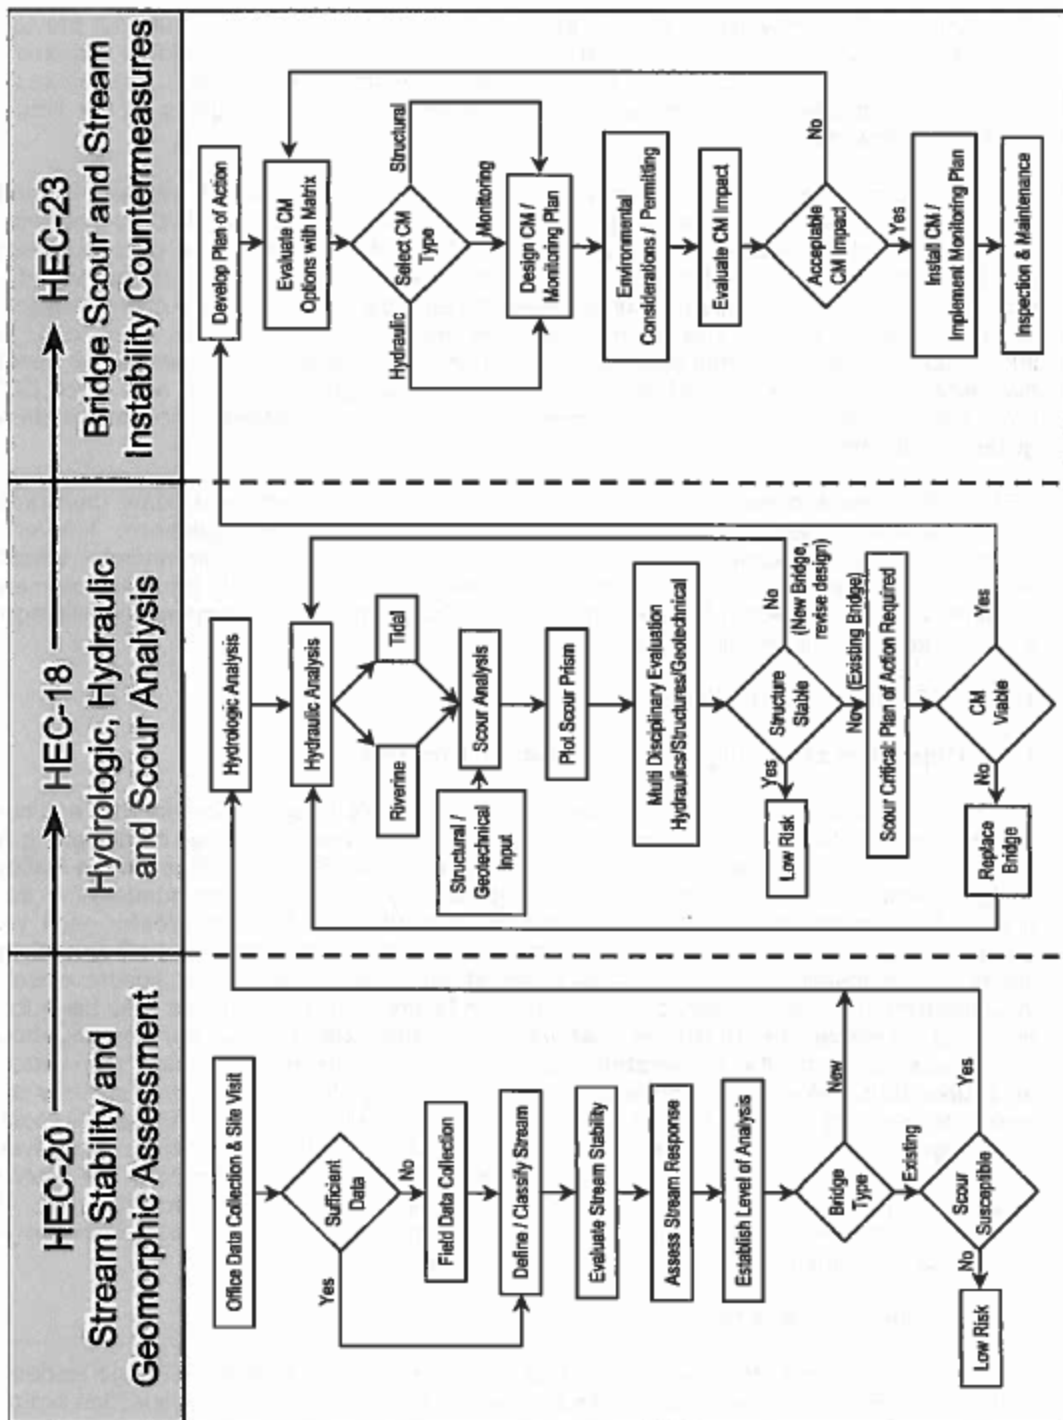 HEC-20
Stream Stability and
Geomorphic Assessment
Office Data Collection & Site Visit
Sufficient
Data
Yes
No
Field Data Collection
Define / Classify Stream
Evaluate Stream Stability
Assess Stream Response
Establish Level of Analysis
Bridge
Type
New
Existing
Scour
Susceptible
Yes
No
Low Risk
HEC-18
Hydrologic, Hydraulic
and Scour Analysis
Hydrologic Analysis
Hydraulic Analysis
Riverine
Tidal
Structural /
Geotechnical
Input
Scour Analysis
Plot Scour Prism
Multi Disciplinary Evaluation
Hydraulics/Structures/Geotechnical
Structure
Stable
Yes
Low Risk
No
(New Bridge,
revise design)
(Existing Bridge)
Scour Critical: Plan of Action Required
CM
Viable
No
Yes
Replace
Bridge
HEC-23
Bridge Scour and Stream
Instability Countermeasures
Develop Plan of Action
Evaluate CM
Options with Matrix
Select CM
Type
Hydraulic
Structural
Monitoring
Design CM /
Monitoring Plan
Environmental
Considerations / Permitting
Evaluate CM Impact
Acceptable
CM Impact
No
Yes
Install CM /
Implement Monitoring Plan
Inspection & Maintenance